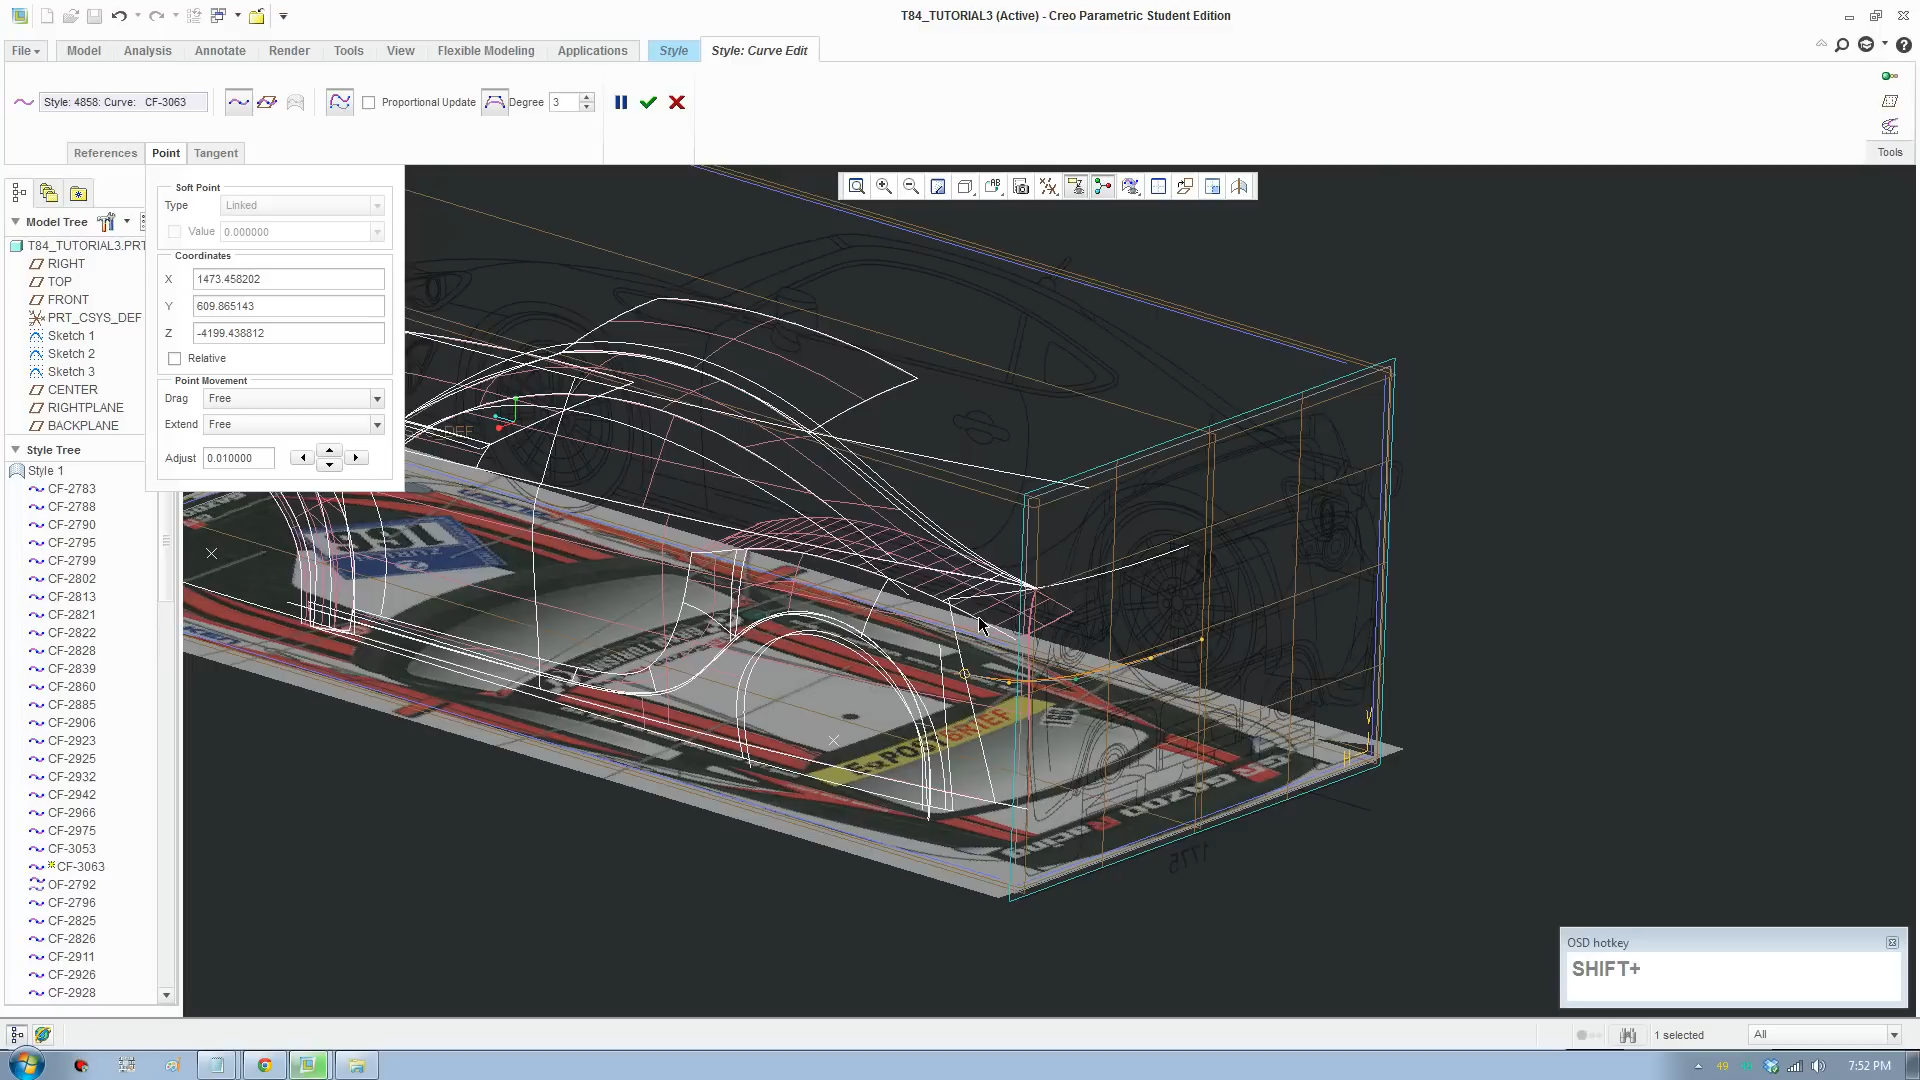 T84_TUTORIAL3 (Active) - Creo Parametric Student Edition
File
Model
Analysis
Annotate
Render
Tools
View
Flexible Modeling
Applications
Style
Style: Curve Edit
Style: 4858: Curve: CF-3063
Proportional Update
Degree 3
References
Point
Tangent
Tools
Soft Point
Type Linked
Value 0.000000
Coordinates
X 1473.458202
Y 609.865143
Z -4199.438812
Relative
Point Movement
Drag Free
Extend Free
Adjust 0.010000
Model Tree
T84_TUTORIAL3.PRT
RIGHT
TOP
FRONT
PRT_CSYS_DEF
Sketch 1
Sketch 2
Sketch 3
CENTER
RIGHTPLANE
BACKPLANE
Style Tree
Style 1
CF-2783
CF-2788
CF-2790
CF-2795
CF-2799
CF-2802
CF-2813
CF-2821
CF-2822
CF-2828
CF-2839
CF-2860
CF-2885
CF-2906
CF-2923
CF-2925
CF-2932
CF-2942
CF-2966
CF-2975
CF-3053
CF-3063
OF-2792
CF-2796
CF-2825
CF-2826
CF-2911
CF-2926
CF-2928
DEF
V
H
1775
OSD hotkey
SHIFT+
1 selected
All
49
7:52 PM